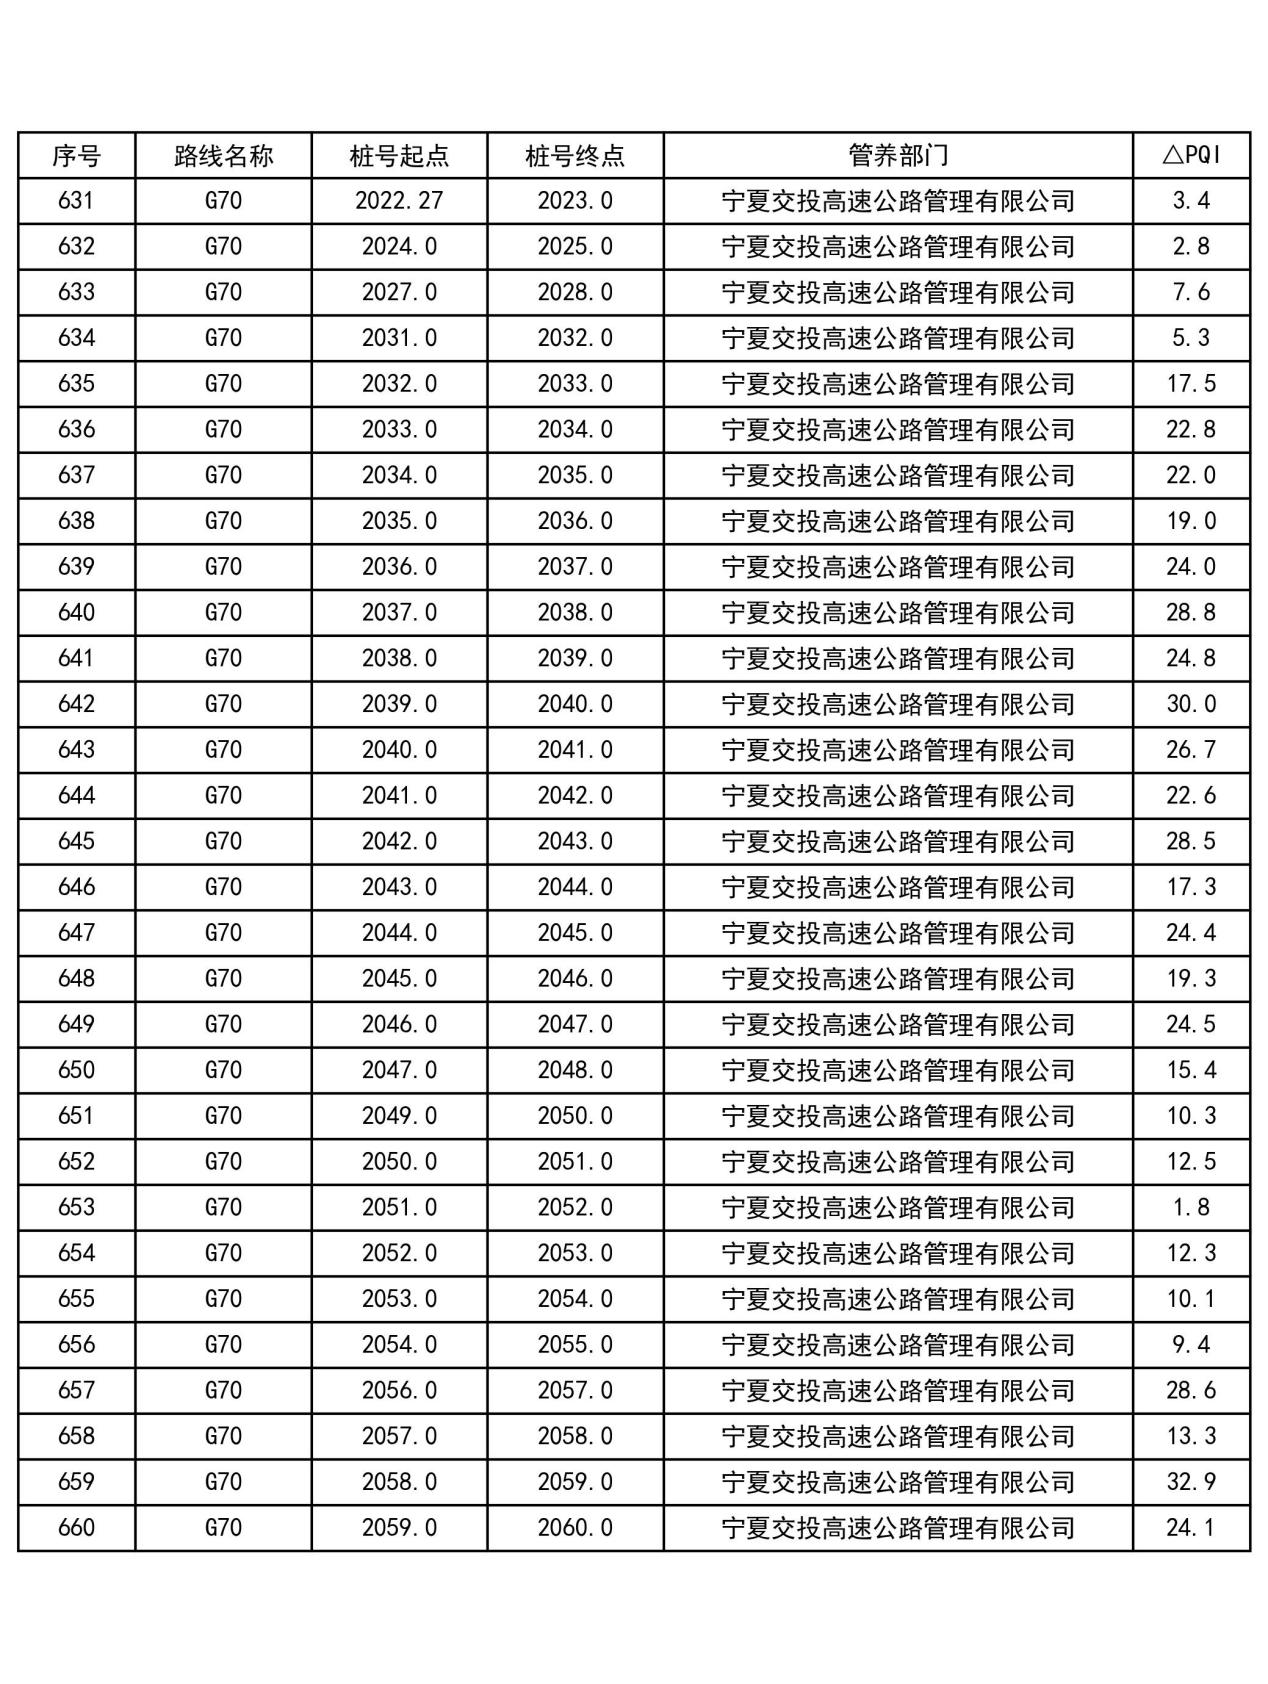 序号 路线名称 桩号起点 桩号终点 管养部门 △PQI
631 G70 2022.27 2023.0 宁夏交投高速公路管理有限公司 3.4
632 G70 2024.0 2025.0 宁夏交投高速公路管理有限公司 2.8
633 G70 2027.0 2028.0 宁夏交投高速公路管理有限公司 7.6
634 G70 2031.0 2032.0 宁夏交投高速公路管理有限公司 5.3
635 G70 2032.0 2033.0 宁夏交投高速公路管理有限公司 17.5
636 G70 2033.0 2034.0 宁夏交投高速公路管理有限公司 22.8
637 G70 2034.0 2035.0 宁夏交投高速公路管理有限公司 22.0
638 G70 2035.0 2036.0 宁夏交投高速公路管理有限公司 19.0
639 G70 2036.0 2037.0 宁夏交投高速公路管理有限公司 24.0
640 G70 2037.0 2038.0 宁夏交投高速公路管理有限公司 28.8
641 G70 2038.0 2039.0 宁夏交投高速公路管理有限公司 24.8
642 G70 2039.0 2040.0 宁夏交投高速公路管理有限公司 30.0
643 G70 2040.0 2041.0 宁夏交投高速公路管理有限公司 26.7
644 G70 2041.0 2042.0 宁夏交投高速公路管理有限公司 22.6
645 G70 2042.0 2043.0 宁夏交投高速公路管理有限公司 28.5
646 G70 2043.0 2044.0 宁夏交投高速公路管理有限公司 17.3
647 G70 2044.0 2045.0 宁夏交投高速公路管理有限公司 24.4
648 G70 2045.0 2046.0 宁夏交投高速公路管理有限公司 19.3
649 G70 2046.0 2047.0 宁夏交投高速公路管理有限公司 24.5
650 G70 2047.0 2048.0 宁夏交投高速公路管理有限公司 15.4
651 G70 2049.0 2050.0 宁夏交投高速公路管理有限公司 10.3
652 G70 2050.0 2051.0 宁夏交投高速公路管理有限公司 12.5
653 G70 2051.0 2052.0 宁夏交投高速公路管理有限公司 1.8
654 G70 2052.0 2053.0 宁夏交投高速公路管理有限公司 12.3
655 G70 2053.0 2054.0 宁夏交投高速公路管理有限公司 10.1
656 G70 2054.0 2055.0 宁夏交投高速公路管理有限公司 9.4
657 G70 2056.0 2057.0 宁夏交投高速公路管理有限公司 28.6
658 G70 2057.0 2058.0 宁夏交投高速公路管理有限公司 13.3
659 G70 2058.0 2059.0 宁夏交投高速公路管理有限公司 32.9
660 G70 2059.0 2060.0 宁夏交投高速公路管理有限公司 24.1